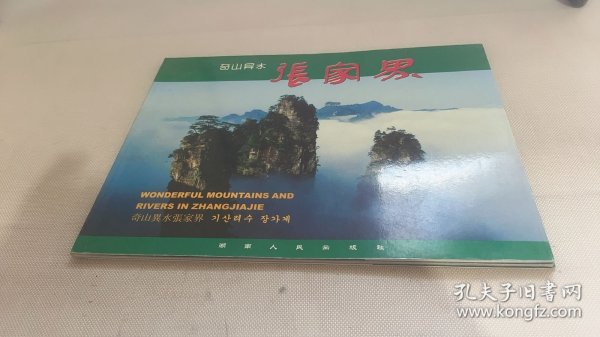 奇山异水 張家界
WONDERFUL MOUNTAINS AND
RIVERS IN ZHANGJIAJIE
奇山異水張家界 기산려수 장가계
湖南人民出版社
孔夫子旧书网
www.kongfz.com